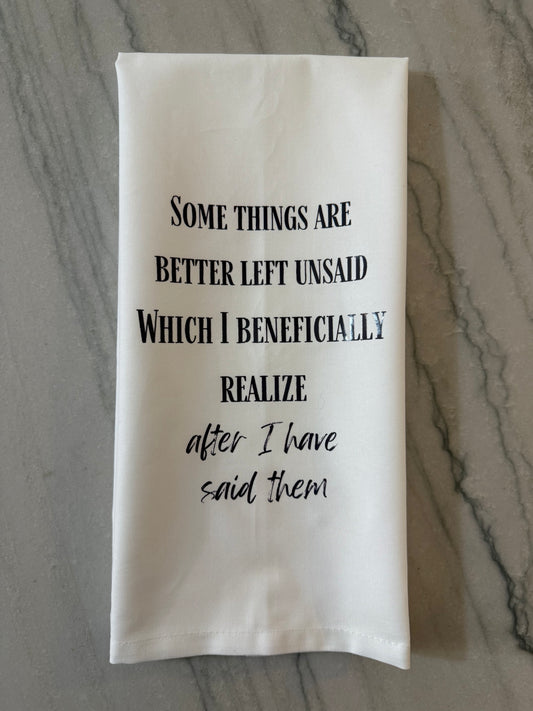 Some things are
better left unsaid
Which I beneficially
realize
after I have
said them